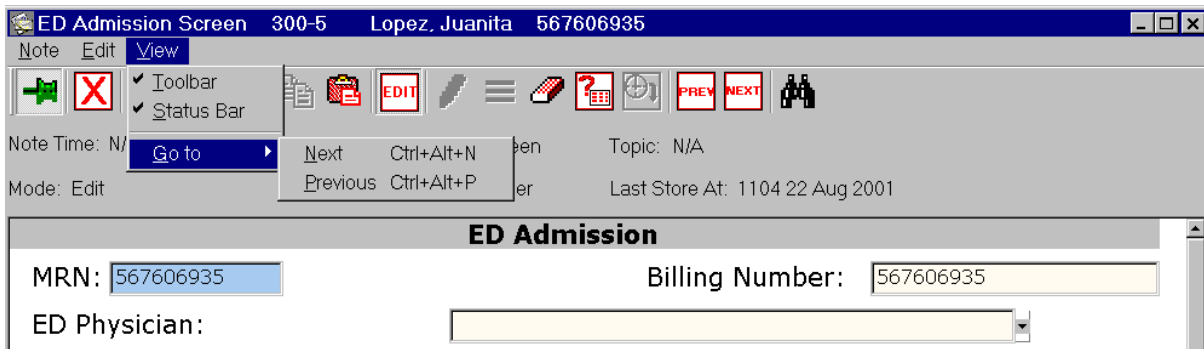 ED Admission Screen 300-5 Lopez, Juanita 567606935
Note Edit View
Toolbar
Status Bar
EDIT PREV NEXT
Go to
Next Ctrl+Alt+N
Previous Ctrl+Alt+P
Note Time: N/ een Topic: N/A
Mode: Edit er Last Store At: 1104 22 Aug 2001
ED Admission
MRN: 567606935 Billing Number: 567606935
ED Physician: